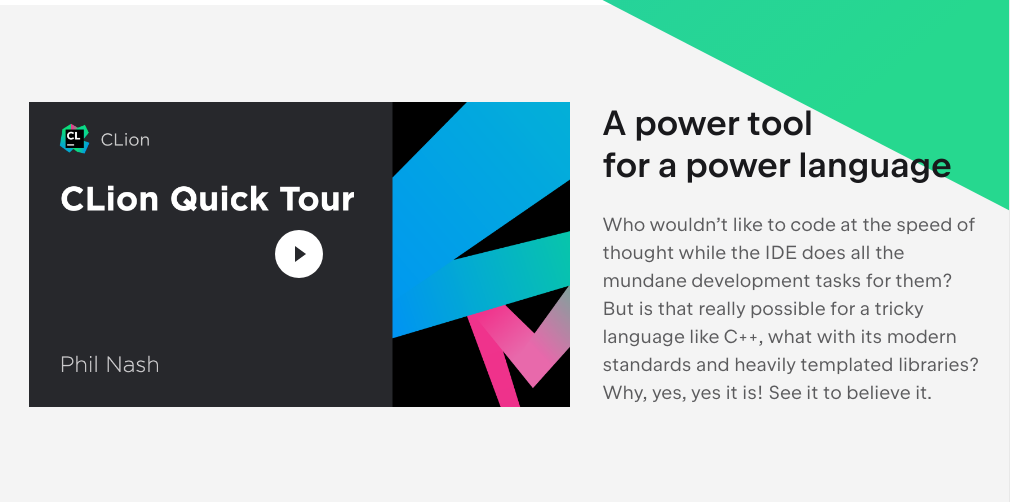 CL
CLion
CLion Quick Tour
Phil Nash
A power tool
for a power language
Who wouldn’t like to code at the speed of
thought while the IDE does all the
mundane development tasks for them?
But is that really possible for a tricky
language like C++, what with its modern
standards and heavily templated libraries?
Why, yes, yes it is! See it to believe it.